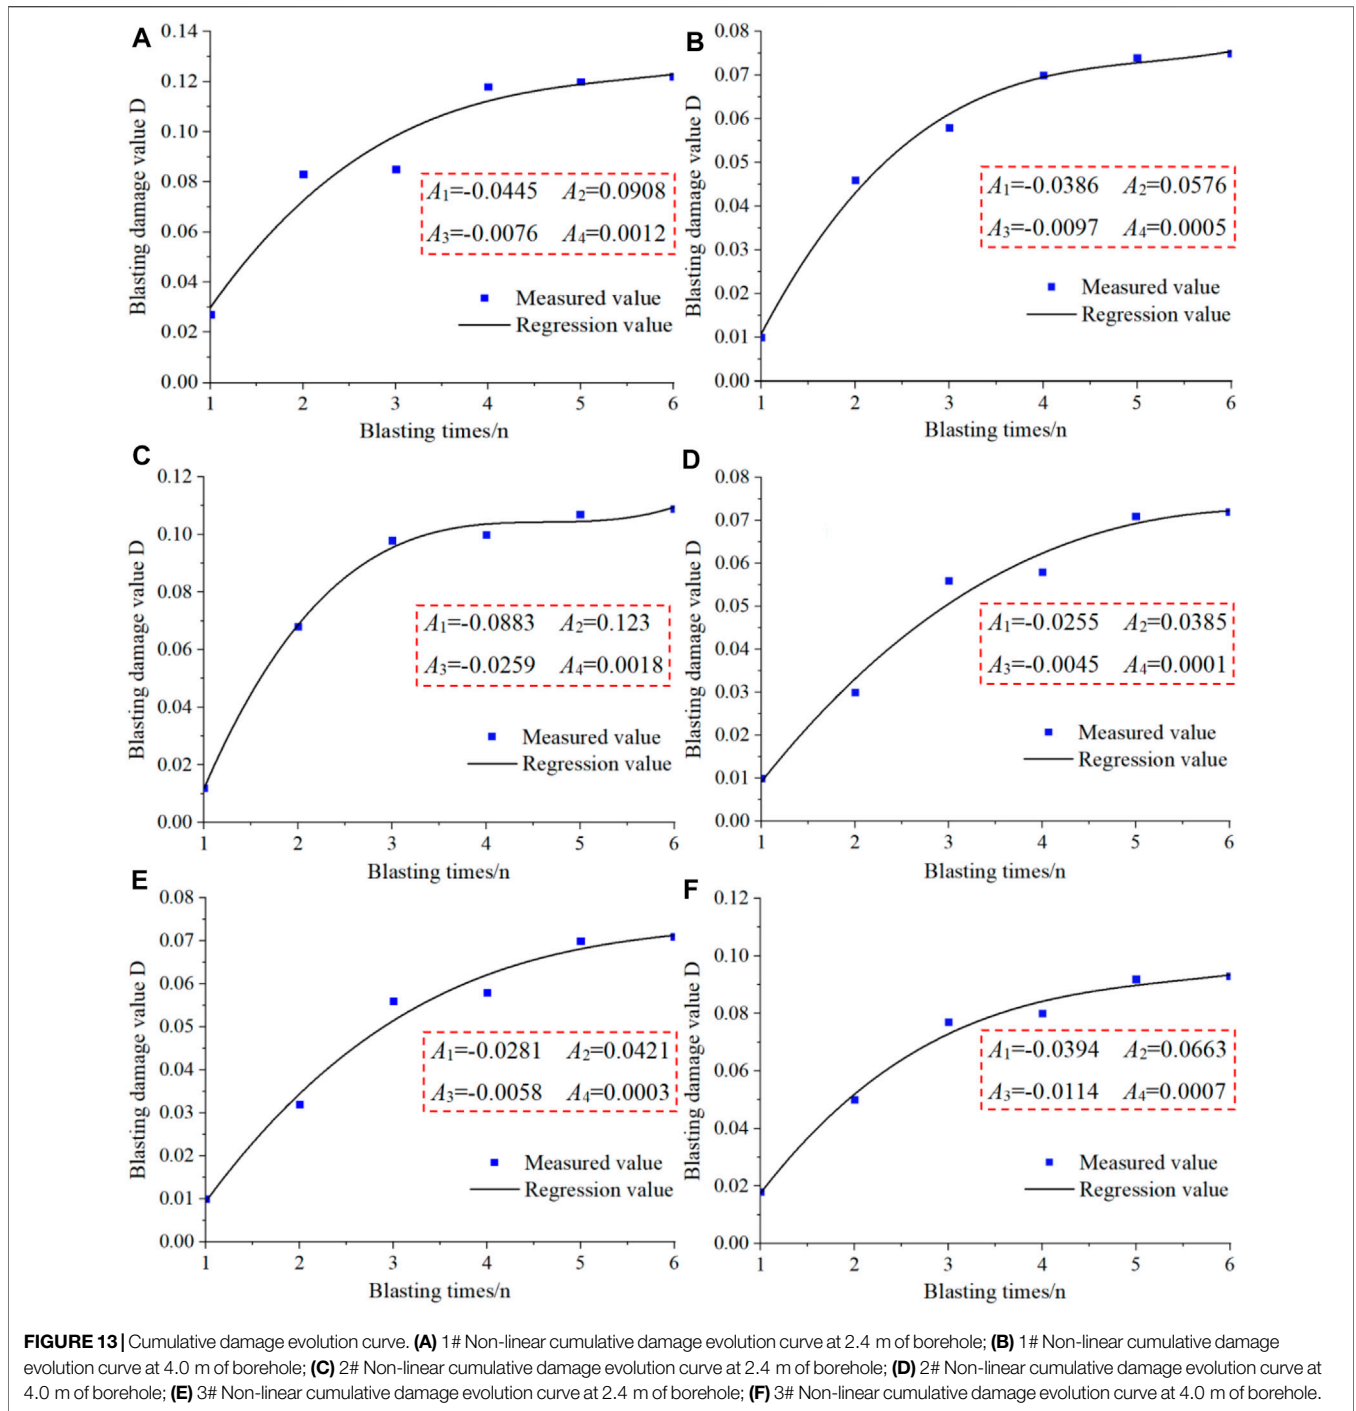 A
Blasting damage value D
0.14
0.12
0.10
0.08
0.06
0.04
0.02
0.00
A1=-0.0445 A2=0.0908
A3=-0.0076 A4=0.0012
Measured value
Regression value
1 2 3 4 5 6
Blasting times/n
B
Blasting damage value D
0.08
0.07
0.06
0.05
0.04
0.03
0.02
0.01
0.00
A1=-0.0386 A2=0.0576
A3=-0.0097 A4=0.0005
Measured value
Regression value
1 2 3 4 5 6
Blasting times/n
C
Blasting damage value D
0.12
0.10
0.08
0.06
0.04
0.02
0.00
A1=-0.0883 A2=0.123
A3=-0.0259 A4=0.0018
Measured value
Regression value
1 2 3 4 5 6
Blasting times/n
D
Blasting damage value D
0.08
0.07
0.06
0.05
0.04
0.03
0.02
0.01
0.00
A1=-0.0255 A2=0.0385
A3=-0.0045 A4=0.0001
Measured value
Regression value
1 2 3 4 5 6
Blasting times/n
E
Blasting damage value D
0.08
0.07
0.06
0.05
0.04
0.03
0.02
0.01
0.00
A1=-0.0281 A2=0.0421
A3=-0.0058 A4=0.0003
Measured value
Regression value
1 2 3 4 5 6
Blasting times/n
F
Blasting damage value D
0.12
0.10
0.08
0.06
0.04
0.02
0.00
A1=-0.0394 A2=0.0663
A3=-0.0114 A4=0.0007
Measured value
Regression value
1 2 3 4 5 6
Blasting times/n
FIGURE 13 | Cumulative damage evolution curve. (A) 1# Non-linear cumulative damage evolution curve at 2.4 m of borehole; (B) 1# Non-linear cumulative damage
evolution curve at 4.0 m of borehole; (C) 2# Non-linear cumulative damage evolution curve at 2.4 m of borehole; (D) 2# Non-linear cumulative damage evolution curve at
4.0 m of borehole; (E) 3# Non-linear cumulative damage evolution curve at 2.4 m of borehole; (F) 3# Non-linear cumulative damage evolution curve at 4.0 m of borehole.